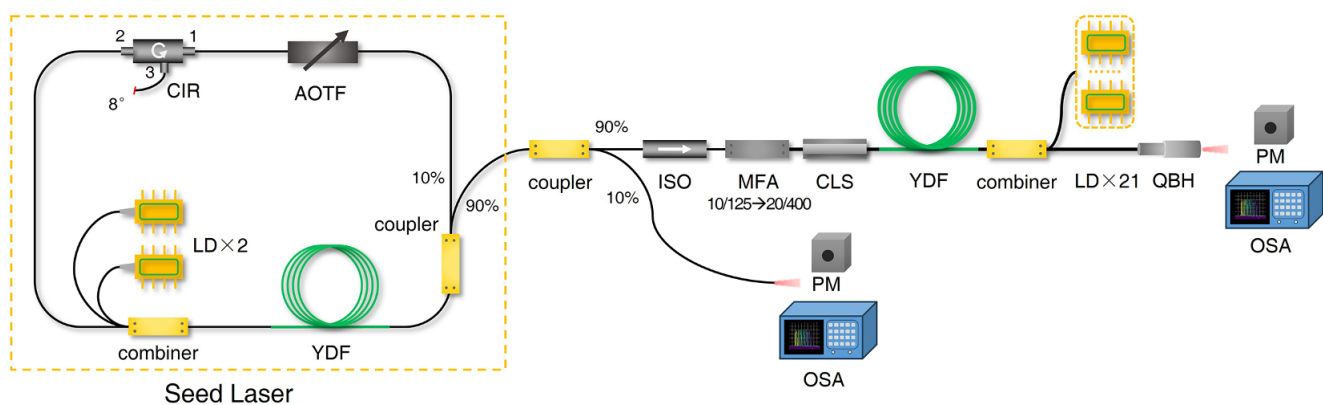 2
1
3
8°
CIR
AOTF
10%
90%
coupler
LD×2
combiner
YDF
Seed Laser
coupler
90%
10%
ISO
MFA
10/125→20/400
CLS
YDF
combiner
LD×21
QBH
PM
OSA
PM
OSA